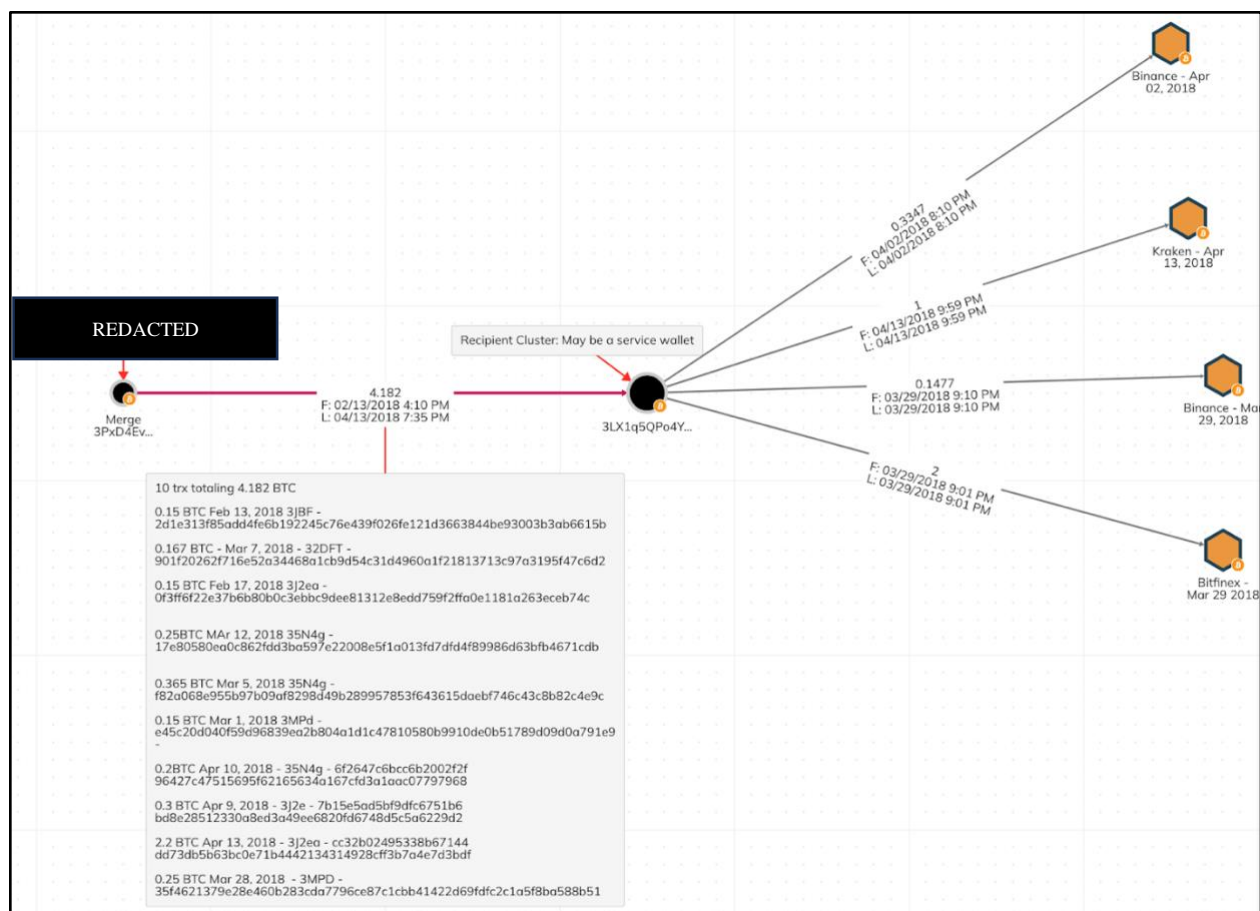 Binance - Apr
02, 2018
0.3347
F: 04/02/2018 8:10 PM
L: 04/02/2018 8:10 PM
Kraken - Apr
13, 2018
1
F: 04/13/2018 9:59 PM
L: 04/13/2018 9:59 PM
REDACTED
Recipient Cluster: May be a service wallet
Merge
3PxD4Ev...
4.182
F: 02/13/2018 4:10 PM
L: 04/13/2018 7:35 PM
3LX1q5QPo4Y...
0.1477
F: 03/29/2018 9:10 PM
L: 03/29/2018 9:10 PM
Binance - Mar
29, 2018
2
F: 03/29/2018 9:01 PM
L: 03/29/2018 9:01 PM
Bitfinex -
Mar 29 2018
10 trx totaling 4.182 BTC
0.15 BTC Feb 13, 2018 3JBF -
2d1e313f85add4fe6b192245c76e439f026fe121d3663844be93003b3ab6615b
0.167 BTC - Mar 7, 2018 - 32DFT -
901f20262f716e52a34468a1cb9d54c31d4960a1f21813713c97a3195f47c6d2
0.15 BTC Feb 17, 2018 3J2ea -
0f3ff6f22e37b6b80b0c3ebbc9dee81312e8edd759f2ffa0e1181a263eceb74c
0.25BTC MAr 12, 2018 35N4g -
17e80580ea0c862fdd3ba597e22008e5f1a013fd7dfd4f89986d63bfb4671cdb
0.365 BTC Mar 5, 2018 35N4g -
f82a068e955b97b09af8298d49b289957853f643615daebf746c43c8b82c4e9c
0.15 BTC Mar 1, 2018 3MPd -
e45c20d040f59d96839ea2b804a1d1c47810580b9910de0b51789d09d0a791e9
-
0.2BTC Apr 10, 2018 - 35N4g - 6f2647c6bcc6b2002f2f
96427c47515695f62165634a167cfd3a1aac07797968
0.3 BTC Apr 9, 2018 - 3J2e - 7b15e5ad5bf9dfc6751b6
bd8e28512330a8ed3a49ee6820fd6748d5c5a6229d2
2.2 BTC Apr 13, 2018 - 3J2ea - cc32b02495338b67144
dd73db5b63bc0e71b4442134314928cff3b7a4e7d3bdf
0.25 BTC Mar 28, 2018 - 3MPD -
35f4621379e28e460b283cda7796ce87c1cbb41422d69fdfc2c1a5f8ba588b51